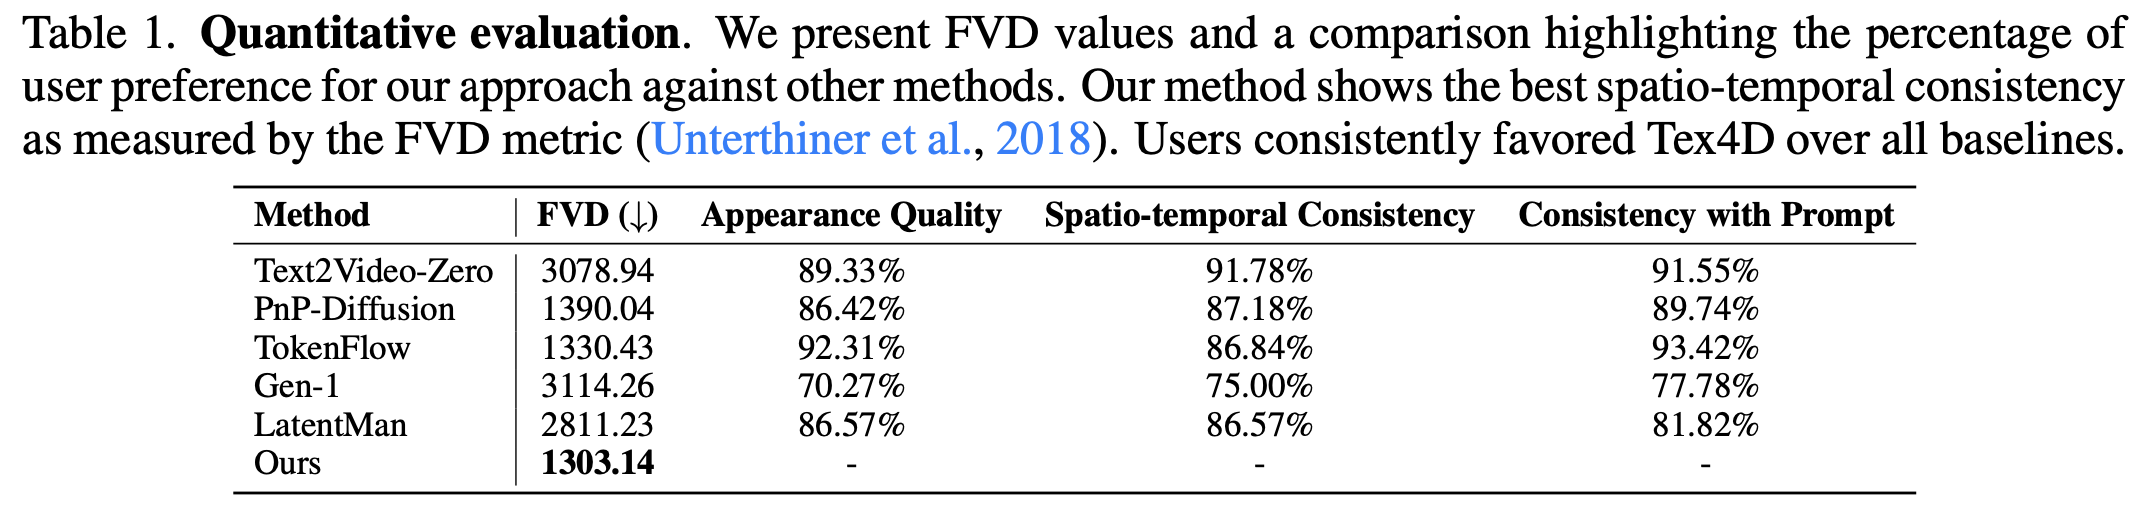 Table 1. Quantitative evaluation. We present FVD values and a comparison highlighting the percentage of
user preference for our approach against other methods. Our method shows the best spatio-temporal consistency
as measured by the FVD metric (Unterthiner et al., 2018). Users consistently favored Tex4D over all baselines.
Method FVD (↓) Appearance Quality Spatio-temporal Consistency Consistency with Prompt
Text2Video-Zero 3078.94 89.33% 91.78% 91.55%
PnP-Diffusion 1390.04 86.42% 87.18% 89.74%
TokenFlow 1330.43 92.31% 86.84% 93.42%
Gen-1 3114.26 70.27% 75.00% 77.78%
LatentMan 2811.23 86.57% 86.57% 81.82%
Ours 1303.14 - - -